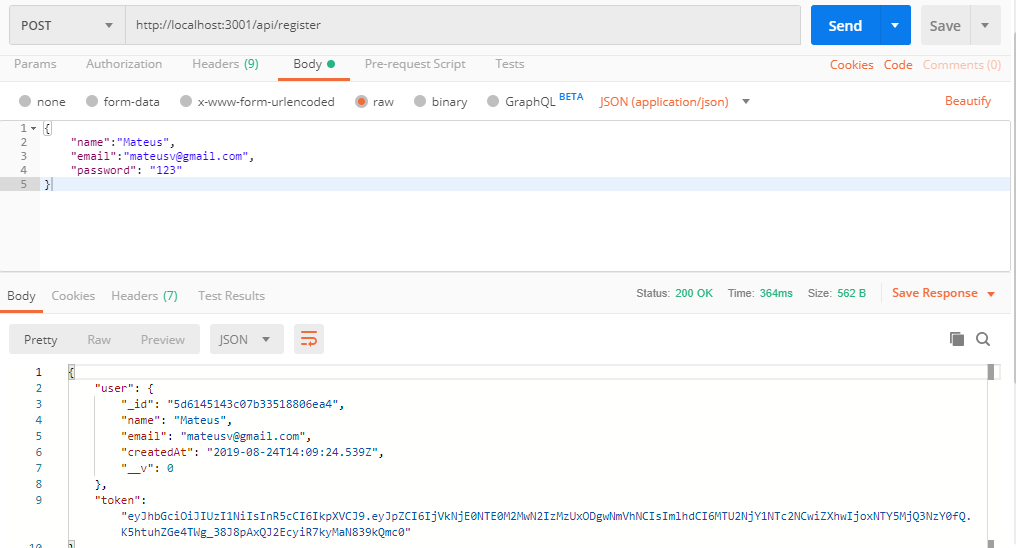 POST http://localhost:3001/api/register Send Save
Params Authorization Headers (9) Body Pre-request Script Tests Cookies Code Comments (0)
none form-data x-www-form-urlencoded raw binary GraphQL BETA JSON (application/json) Beautify
1 {
2 "name":"Mateus",
3 "email":"mateusv@gmail.com",
4 "password": "123"
5 }
Body Cookies Headers (7) Test Results Status: 200 OK Time: 364ms Size: 562 B Save Response
Pretty Raw Preview JSON
1 {
2 "user": {
3 "_id": "5d6145143c07b33518806ea4",
4 "name": "Mateus",
5 "email": "mateusv@gmail.com",
6 "createdAt": "2019-08-24T14:09:24.539Z",
7 "__v": 0
8 },
9 "token":
"eyJhbGciOiJIUzI1NiIsInR5cCI6IkpXVCJ9.eyJpZCI6IjVkNjE0NTE0M2MwN2IzMzUxODgwNmVhNCIsImlhdCI6MTU2NjY1NTc2NCwiZXhwIjoxNTY5MjQ3NzY0fQ.
K5htuhZGe4TWg_38J8pAxQJ2EcyiR7kyMaN839kQmc0"
10 }